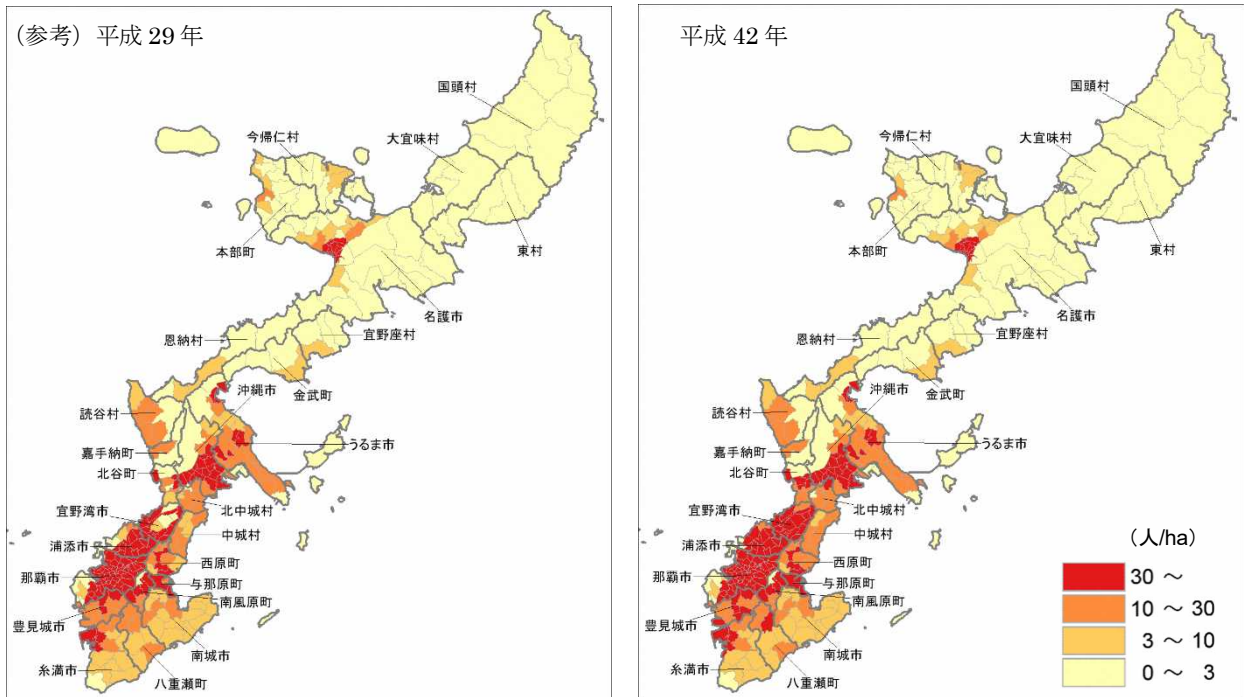 （参考）平成 29 年
国頭村
大宜味村
今帰仁村
本部町
東村
名護市
宜野座村
恩納村
金武町
沖縄市
読谷村
うるま市
嘉手納町
北谷町
北中城村
宜野湾市
中城村
浦添市
西原町
那覇市
与那原町
南風原町
豊見城市
南城市
糸満市
八重瀬町
平成 42 年
国頭村
大宜味村
今帰仁村
本部町
東村
名護市
宜野座村
恩納村
金武町
沖縄市
読谷村
うるま市
嘉手納町
北谷町
北中城村
宜野湾市
中城村
浦添市
西原町
那覇市
与那原町
南風原町
豊見城市
南城市
糸満市
八重瀬町
（人/ha）
30 ～
10 ～ 30
3 ～ 10
0 ～ 3